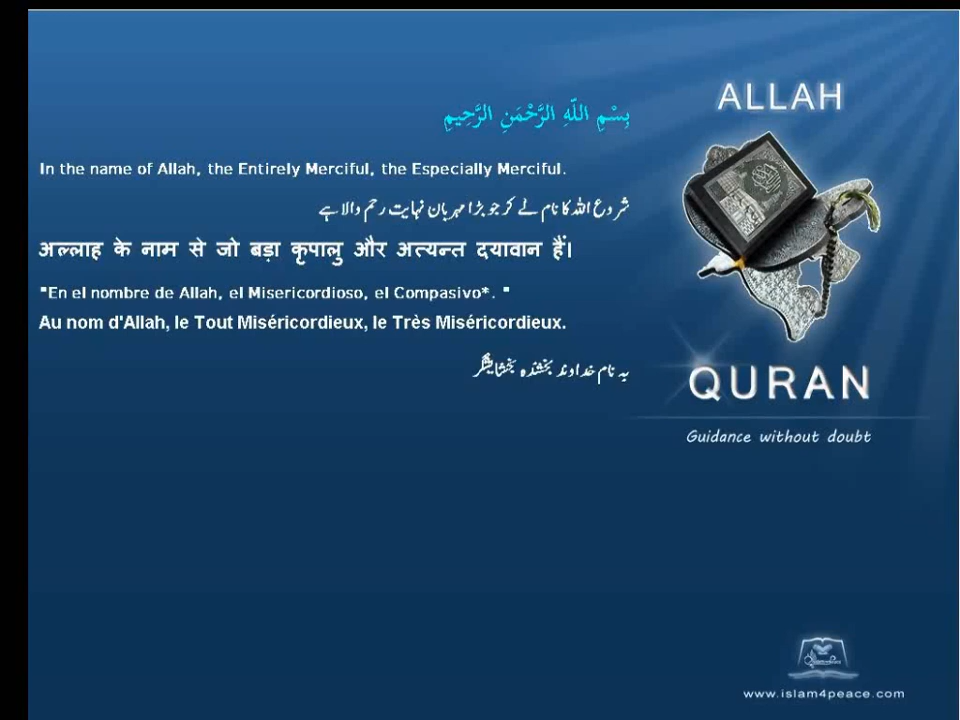 بِسْمِ اللَّهِ الرَّحْمَنِ الرَّحِيمِ
In the name of Allah, the Entirely Merciful, the Especially Merciful.
شروع اللہ کا نام لے کر جو بڑا مہربان نہایت رحم والا ہے
अल्लाह के नाम से जो बड़ा कृपालु और अत्यन्त दयावान हैं।
"En el nombre de Allah, el Misericordioso, el Compasivo*. "
Au nom d'Allah, le Tout Miséricordieux, le Très Miséricordieux.
به نام خداوند بخشنده بخشایشگر
ALLAH
QURAN
Guidance without doubt
www.islam4peace.com